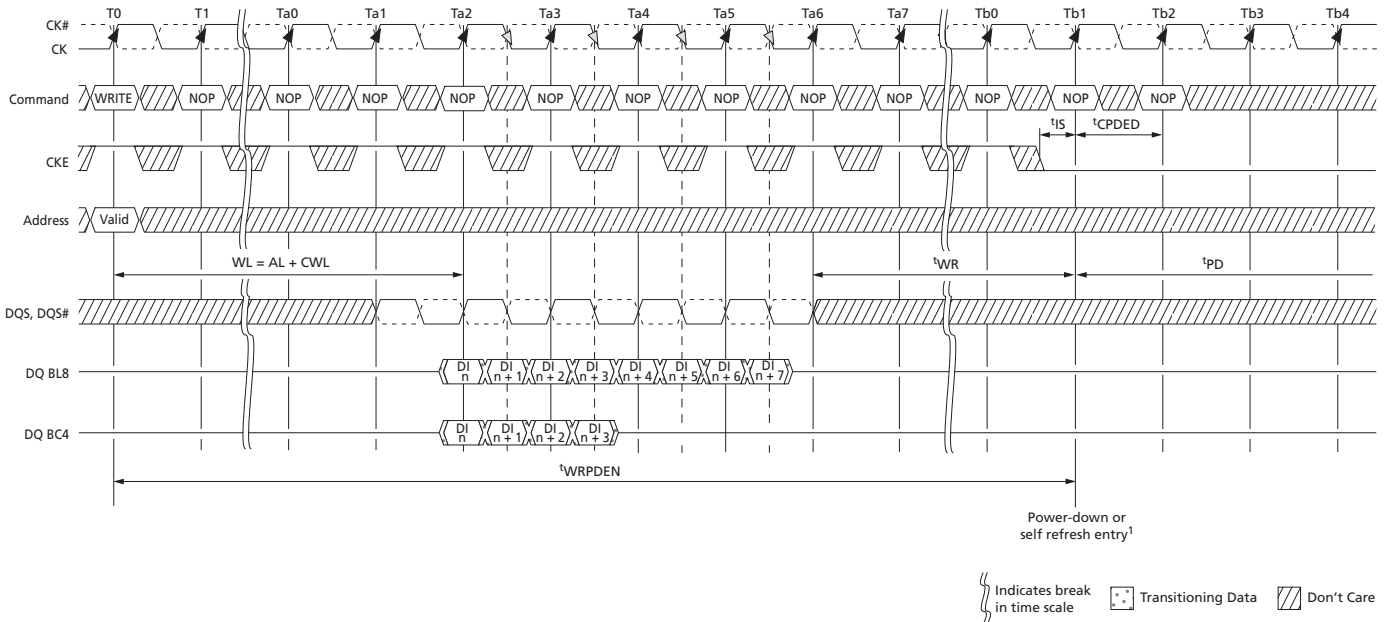 T0 T1 Ta0 Ta1 Ta2 Ta3 Ta4 Ta5 Ta6 Ta7 Tb0 Tb1 Tb2 Tb3 Tb4
CK#
CK
Command WRITE NOP NOP NOP NOP NOP NOP NOP NOP NOP NOP NOP NOP
tIS tCPDED
CKE
Address Valid
WL = AL + CWL tWR tPD
DQS, DQS#
DQ BL8 DI n DI n + 1 DI n + 2 DI n + 3 DI n + 4 DI n + 5 DI n + 6 DI n + 7
DQ BC4 DI n DI n + 1 DI n + 2 DI n + 3
tWRPDEN
Power-down or
self refresh entry1
Indicates break
in time scale
Transitioning Data
Don't Care